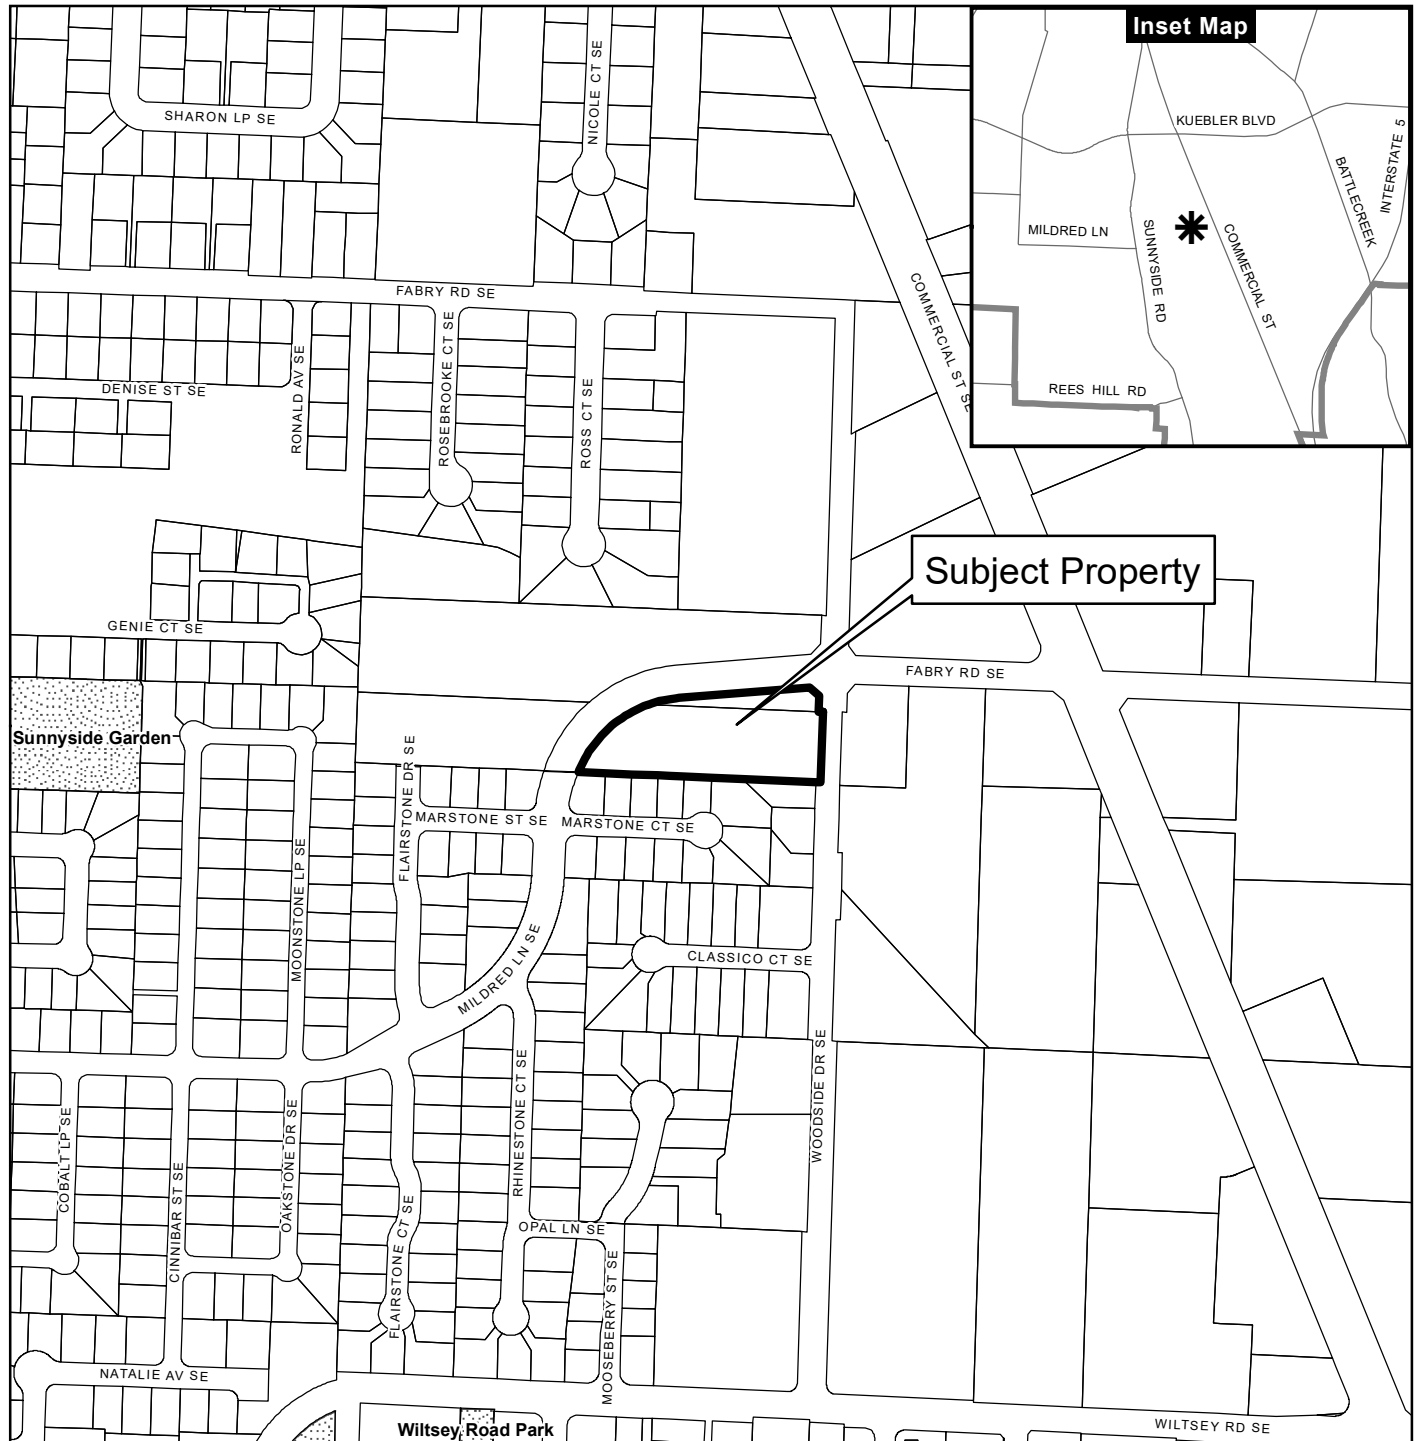 Inset Map
KUEBLER BLVD
INTERSTATE 5
BATTLECREEK
MILDRED LN
SUNNYSIDE RD
COMMERCIAL ST
REES HILL RD
SHARON LP SE
NICOLE CT SE
FABRY RD SE
COMMERCIAL ST SE
DENISE ST SE
RONALD AV SE
ROSEBROOKE CT SE
ROSS CT SE
Subject Property
GENIE CT SE
FABRY RD SE
Sunnyside Garden
FLAIRSTONE DR SE
MARSTONE ST SE
MARSTONE CT SE
MOONSTONE LP SE
MILDRED LN SE
CLASSICO CT SE
WOODSIDE DR SE
RHINESTONE CT SE
COBALT LP SE
CINNIBAR ST SE
OAKSTONE DR SE
FLAIRSTONE CT SE
OPAL LN SE
MOOSEBERRY ST SE
NATALIE AV SE
Wiltsey Road Park
WILTSEY RD SE